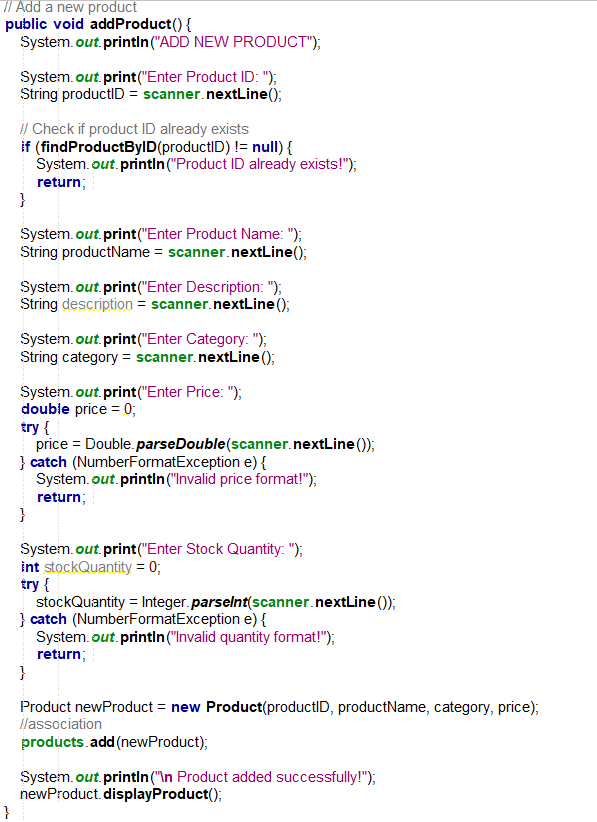 // Add a new product
public void addProduct() {
System.out.println("ADD NEW PRODUCT");
System.out.print("Enter Product ID: ");
String productID = scanner.nextLine();
// Check if product ID already exists
if (findProductByID(productID) != null) {
System.out.println("Product ID already exists!");
return;
}
System.out.print("Enter Product Name: ");
String productName = scanner.nextLine();
System.out.print("Enter Description: ");
String description = scanner.nextLine();
System.out.print("Enter Category: ");
String category = scanner.nextLine();
System.out.print("Enter Price: ");
double price = 0;
try {
price = Double.parseDouble(scanner.nextLine());
} catch (NumberFormatException e) {
System.out.println("Invalid price format!");
return;
}
System.out.print("Enter Stock Quantity: ");
int stockQuantity = 0;
try {
stockQuantity = Integer.parseInt(scanner.nextLine());
} catch (NumberFormatException e) {
System.out.println("Invalid quantity format!");
return;
}
Product newProduct = new Product(productID, productName, category, price);
//association
products.add(newProduct);
System.out.println("\n Product added successfully!");
newProduct.displayProduct();
}